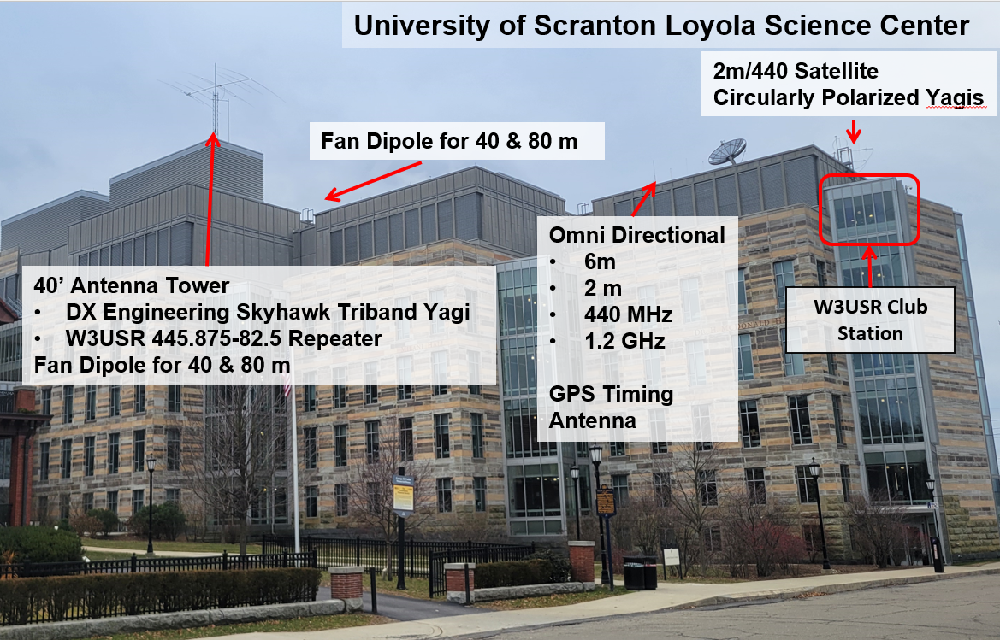 University of Scranton Loyola Science Center
2m/440 Satellite
Circularly Polarized Yagis
Fan Dipole for 40 & 80 m
Omni Directional
• 6m
• 2 m
• 440 MHz
• 1.2 GHz
GPS Timing
Antenna
40’ Antenna Tower
• DX Engineering Skyhawk Triband Yagi
• W3USR 445.875-82.5 Repeater
Fan Dipole for 40 & 80 m
W3USR Club
Station